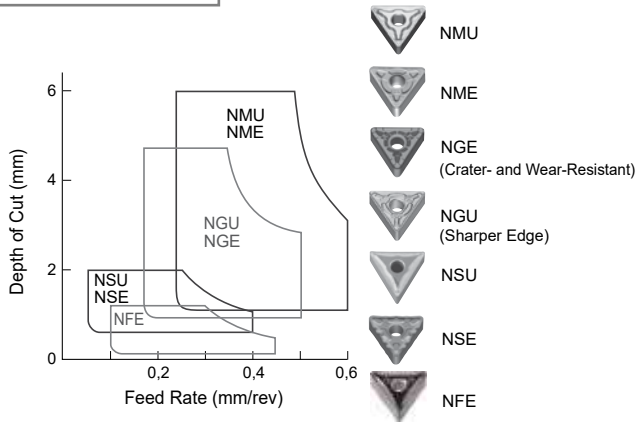 Depth of Cut (mm)
6
4
2
0
0,2
0,4
0,6
Feed Rate (mm/rev)
NMU
NME
NGU
NGE
NSU
NSE
NFE
NMU
NME
NGE
(Crater- and Wear-Resistant)
NGU
(Sharper Edge)
NSU
NSE
NFE